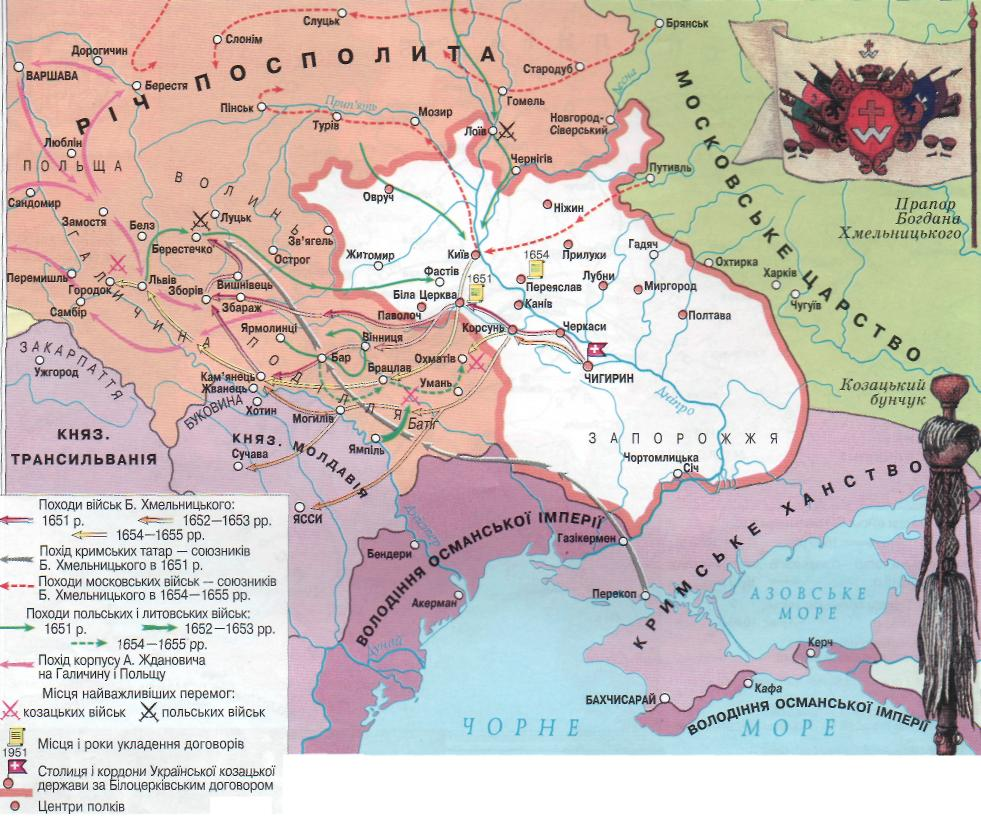 Слуцьк
Слонім
Дорогичин
ВАРШАВА
Берестя
РІЧ ПОСПОЛИТА
Брянськ
Стародуб
Гомель
Новгород-
Сіверський
Десна
Пінськ
Прип'ять
Турів
Мозир
Лоїв
Чернігів
Путивль
МОСКОВСЬКЕ ЦАРСТВО
Прапор
Богдана
Хмельницького
Люблін
ПОЛЬЩА
Сандомир
Замостя
ВОЛИНЬ
Белз
Луцьк
Берестечко
Зв'ягель
Острог
Овруч
Ніжин
Житомир
Київ
1654
Прилуки
Гадяч
Охтирка
Харків
Чугуїв
Перемишль
Городок
Львів
Самбір
ГАЛИЧИНА
Зборів
Вишнівець
Збараж
Фастів
1651
Біла Церква
Паволоч
Переяслав
Лубни
Миргород
Канів
Полтава
Ярмолинці
Вінниця
Корсунь
Черкаси
ЗАКАРПАТТЯ
Ужгород
ПОДІЛЛЯ
Бар
Охматів
Кам'янець
Жванець
Брацлав
Умань
ЧИГИРИН
Дніпро
Козацький
бунчук
БУКОВИНА
Хотин
Могилів
Батіг
Ямпіль
ЗАПОРОЖЖЯ
Чортомлицька
Січ
КНЯЗ.
ТРАНСИЛЬВАНІЯ
КНЯЗ. МОЛДАВІЯ
Сучава
ЯССИ
Бендери
Акерман
Дунай
ВОЛОДІННЯ ОСМАНСЬКОЇ ІМПЕРІЇ
Газікермен
Перекоп
КРИМСЬКЕ ХАНСТВО
АЗОВСЬКЕ
МОРЕ
Керч
Кафа
БАХЧИСАРАЙ
ВОЛОДІННЯ ОСМАНСЬКОЇ ІМПЕРІЇ
ЧОРНЕ МОРЕ
Походи військ Б. Хмельницького:
1651 р. 1652—1653 рр.
1654—1655 рр.
Похід кримських татар — союзників
Б. Хмельницького в 1651 р.
Походи московських військ — союзників
Б. Хмельницького в 1654—1655 рр.
Походи польських і литовських військ:
1651 р. 1652—1653 рр.
1654—1655 рр.
Похід корпусу А. Ждановича
на Галичину і Польщу
Місця найважливіших перемог:
козацьких військ польських військ
Місця і роки укладення договорів
1951
Столиця і кордони Української козацької
держави за Білоцерківським договором
Центри полків